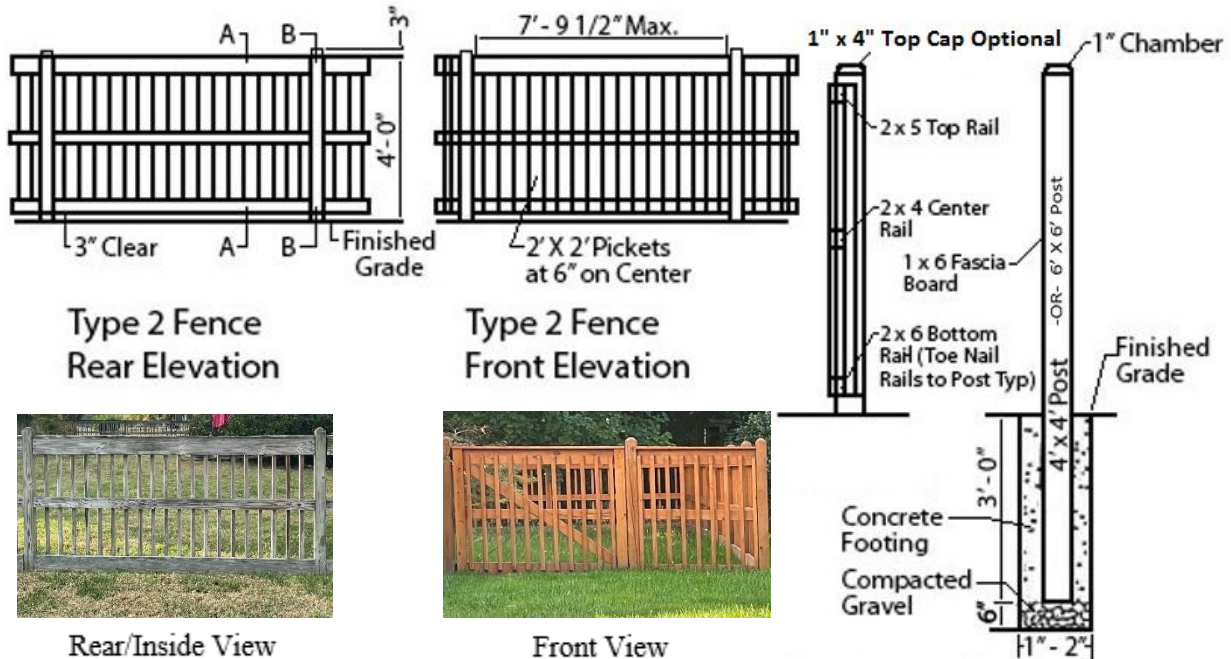 A
B
3"
4'-0"
3" Clear
A
B
Finished
Grade
Type 2 Fence
Rear Elevation
7'- 9 1/2" Max.
2' X 2' Pickets
at 6" on Center
Type 2 Fence
Front Elevation
1" x 4" Top Cap Optional
1" Chamber
2 x 5 Top Rail
2 x 4 Center
Rail
1 x 6 Fascia
Board
2 x 6 Bottom
Rail (Toe Nail
Rails to Post Typ)
4' x 4' Post -OR- 6' X 6' Post
Finished
Grade
3'-0"
Concrete
Footing
Compacted
Gravel
6"
1" - 2"
Rear/Inside View
Front View